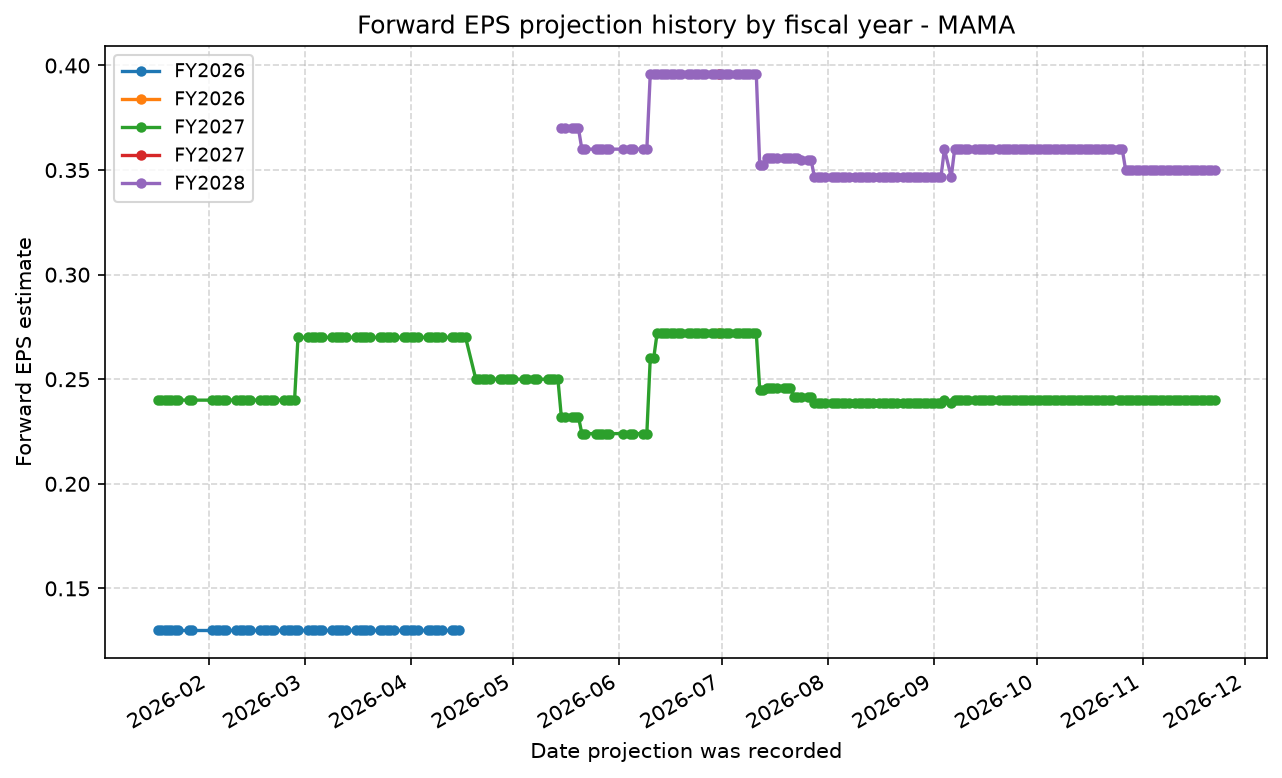 Forward EPS projection history by fiscal year - MAMA
FY2026
FY2026
FY2027
FY2027
FY2028
Forward EPS estimate
0.40
0.35
0.30
0.25
0.20
0.15
2026-02
2026-03
2026-04
2026-05
2026-06
2026-07
2026-08
2026-09
2026-10
2026-11
2026-12
Date projection was recorded